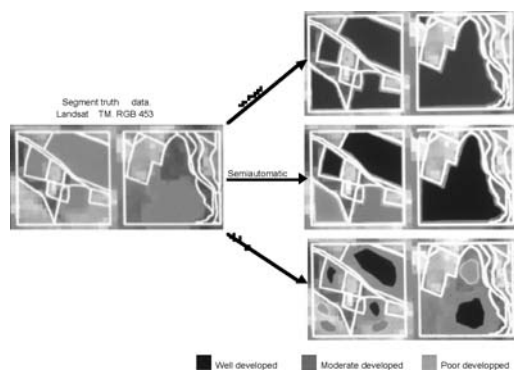 Segment truth data
Landsat TM. RGB 453
Semiautomatic
Well developed
Moderate developed
Poor developped